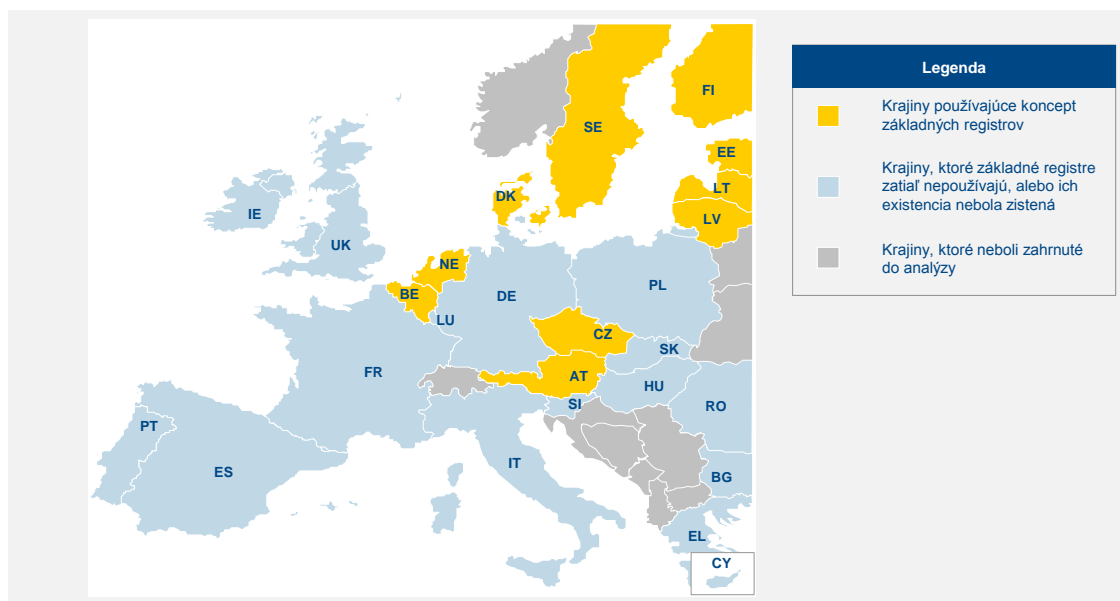 Legenda
Krajiny používajúce koncept
základných registrov
Krajiny, ktoré základné registre
zatiaľ nepoužívajú, alebo ich
existencia nebola zistená
Krajiny, ktoré neboli zahrnuté
do analýzy
FI
SE
EE
LT
DK
LV
IE
UK
NE
BE
DE
PL
LU
CZ
SK
FR
AT
HU
SI
RO
PT
ES
IT
BG
EL
CY